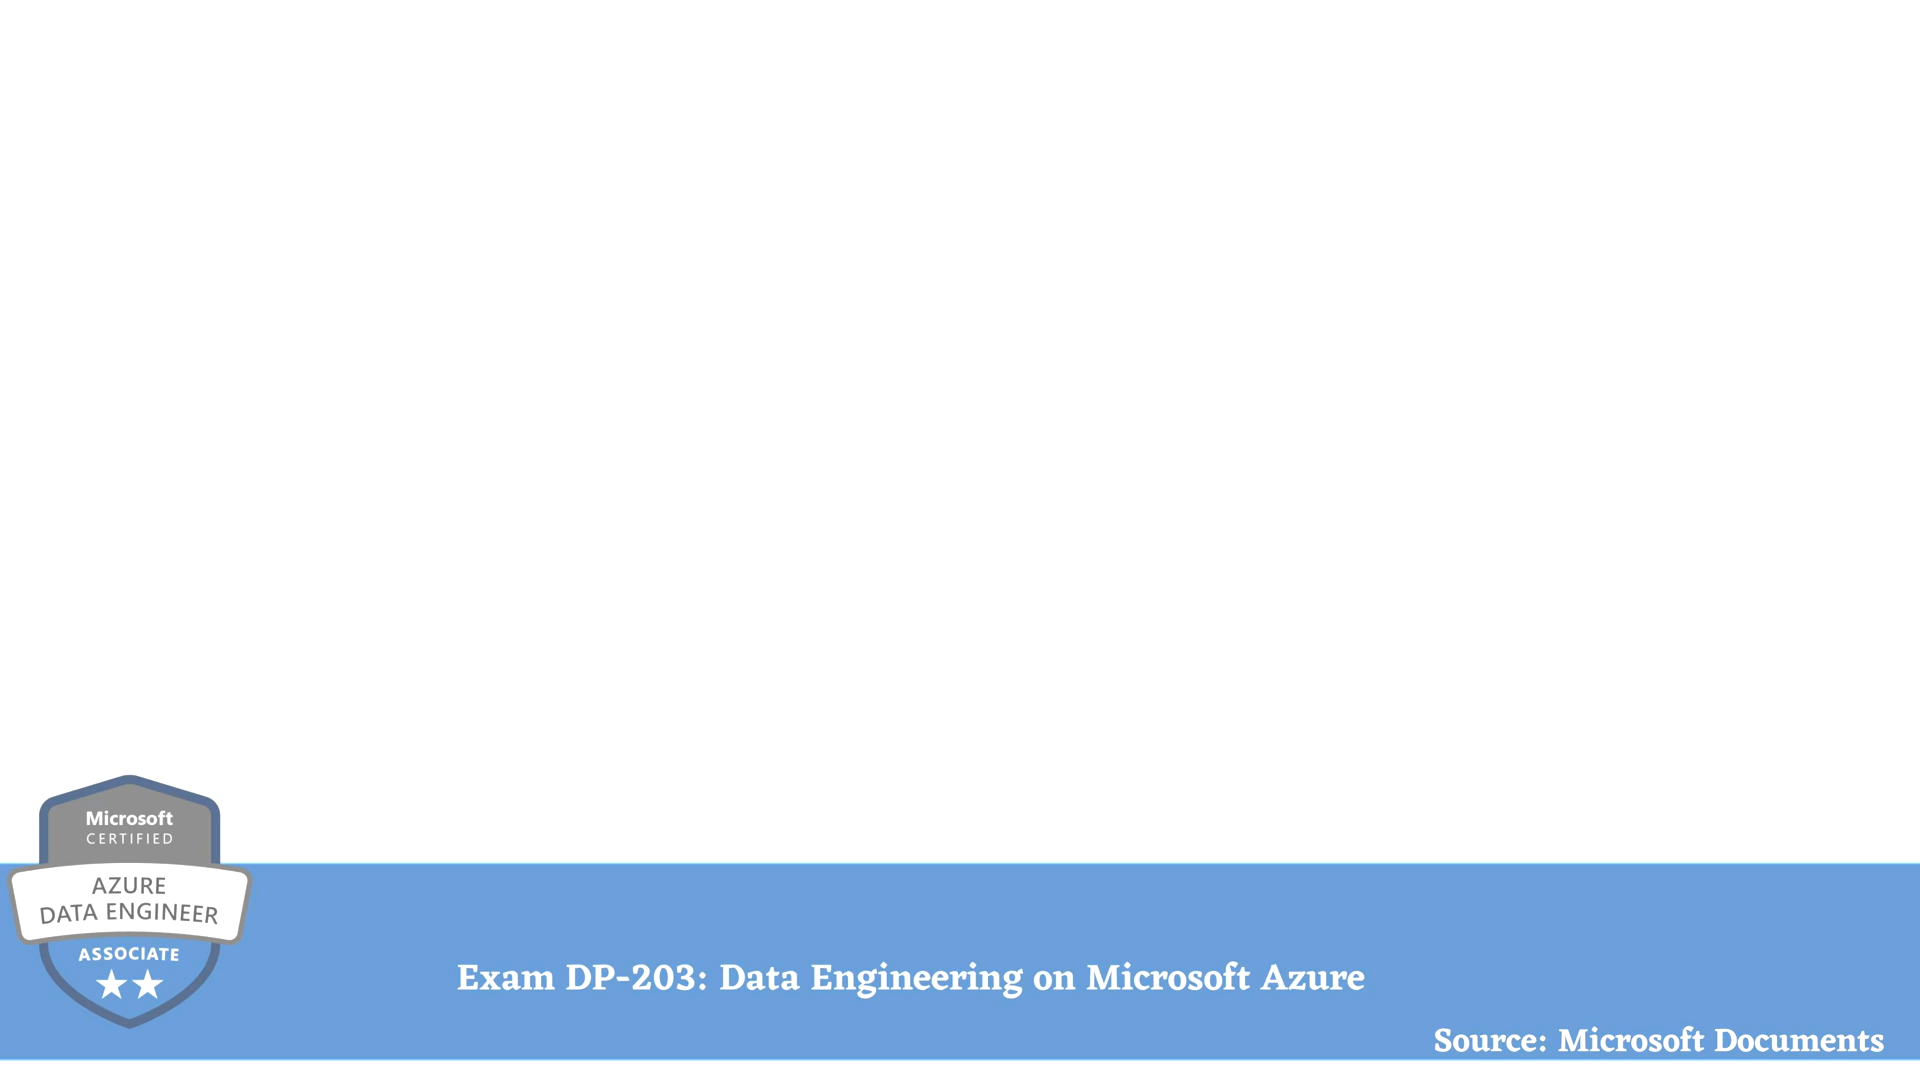 Microsoft
CERTIFIED
AZURE
DATA ENGINEER
ASSOCIATE
Exam DP-203: Data Engineering on Microsoft Azure
Source: Microsoft Documents